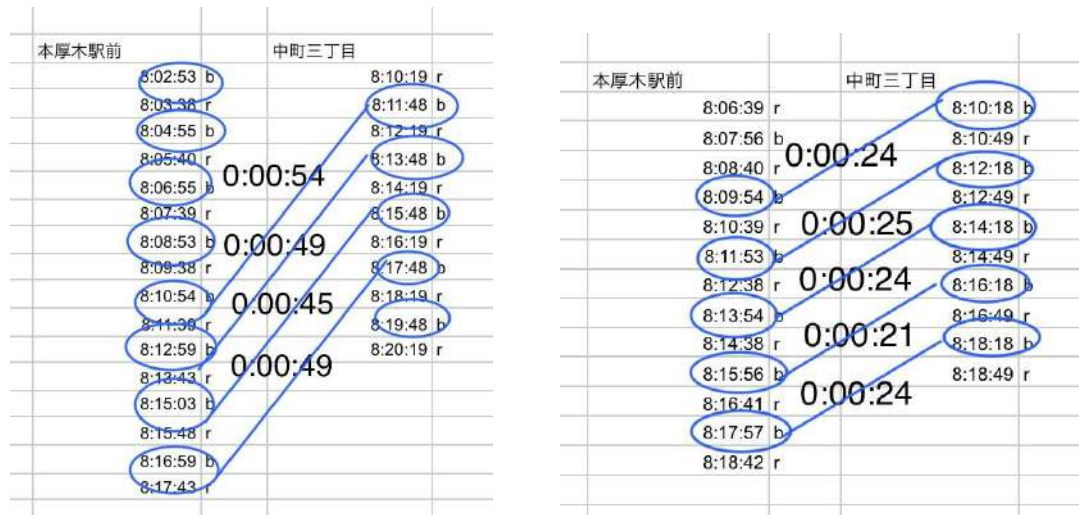 本厚木駅前 中町三丁目
8:02:53 b 8:10:19 r
8:03:38 r 8:11:48 b
8:04:55 b 8:12:19 r
8:05:40 r 8:13:48 b
8:06:55 b 8:14:19 r
8:07:39 r 8:15:48 b
8:08:53 b 8:16:19 r
8:09:38 r 8:17:48 b
8:10:54 b 8:18:19 r
8:11:39 r 8:19:48 b
8:12:59 b 8:20:19 r
8:13:43 r
8:15:03 b
8:15:48 r
8:16:59 b
8:17:43 r
0:00:54
0:00:49
0:00:45
0:00:49
本厚木駅前 中町三丁目
8:06:39 r 8:10:18 b
8:07:56 b 8:10:49 r
8:08:40 r 8:12:18 b
8:09:54 b 8:12:49 r
8:10:39 r 8:14:18 b
8:11:53 b 8:14:49 r
8:12:38 r 8:16:18 b
8:13:54 b 8:16:49 r
8:14:38 r 8:18:18 b
8:15:56 b 8:18:49 r
8:16:41 r
8:17:57 b
8:18:42 r
0:00:24
0:00:25
0:00:24
0:00:21
0:00:24